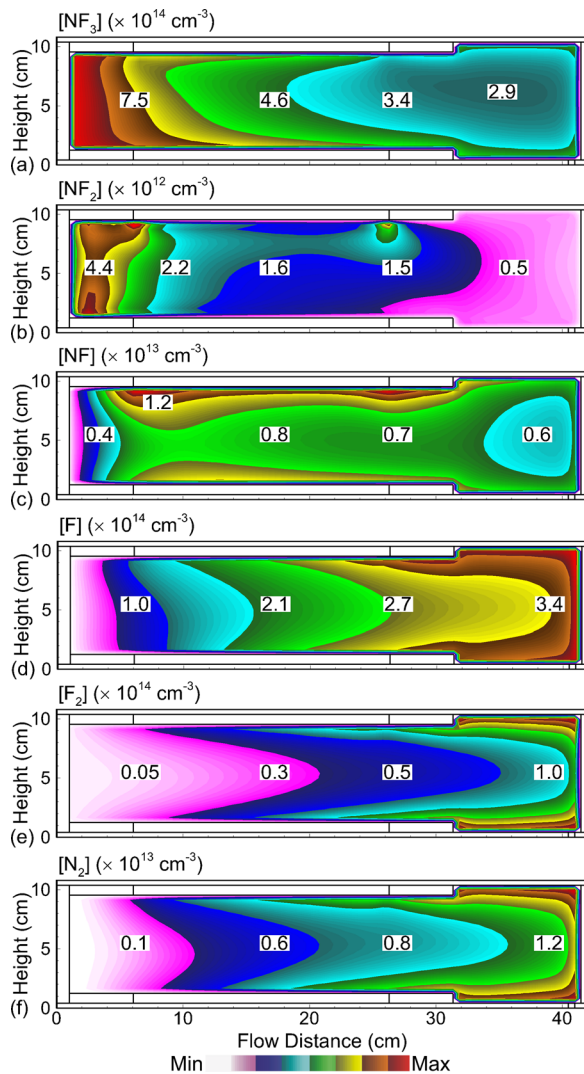 [NF3] (× 10^14 cm^-3)
10
5
0
Height (cm)
7.5
4.6
3.4
2.9
(a)
[NF2] (× 10^12 cm^-3)
10
5
0
Height (cm)
4.4
2.2
1.6
1.5
0.5
(b)
[NF] (× 10^13 cm^-3)
10
5
0
Height (cm)
1.2
0.4
0.8
0.7
0.6
(c)
[F] (× 10^14 cm^-3)
10
5
0
Height (cm)
1.0
2.1
2.7
3.4
(d)
[F2] (× 10^14 cm^-3)
10
5
0
Height (cm)
0.05
0.3
0.5
1.0
(e)
[N2] (× 10^13 cm^-3)
10
5
0
Height (cm)
0.1
0.6
0.8
1.2
(f)
0 10 20 30 40
Flow Distance (cm)
Min Max